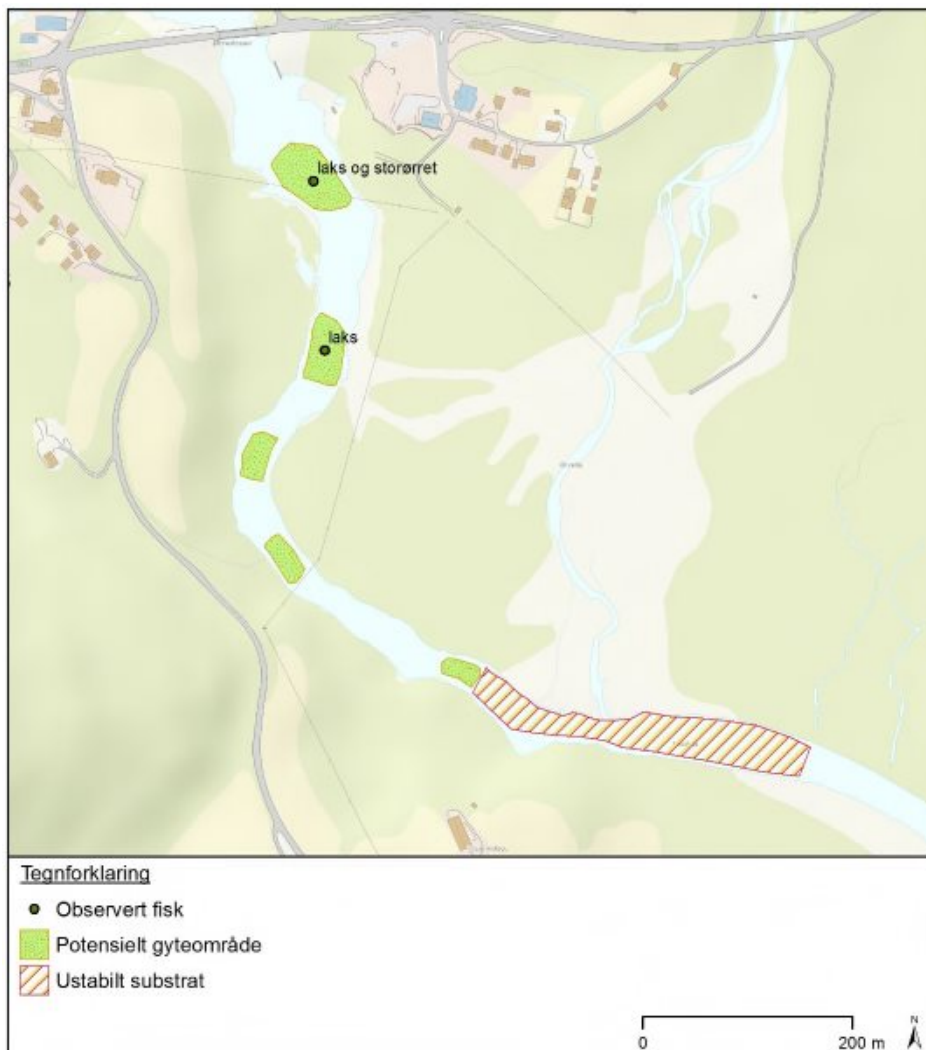 laks og storørret
laks
Tegnforklaring
Observert fisk
Potensielt gyteområde
Ustabilt substrat
N
0
200 m